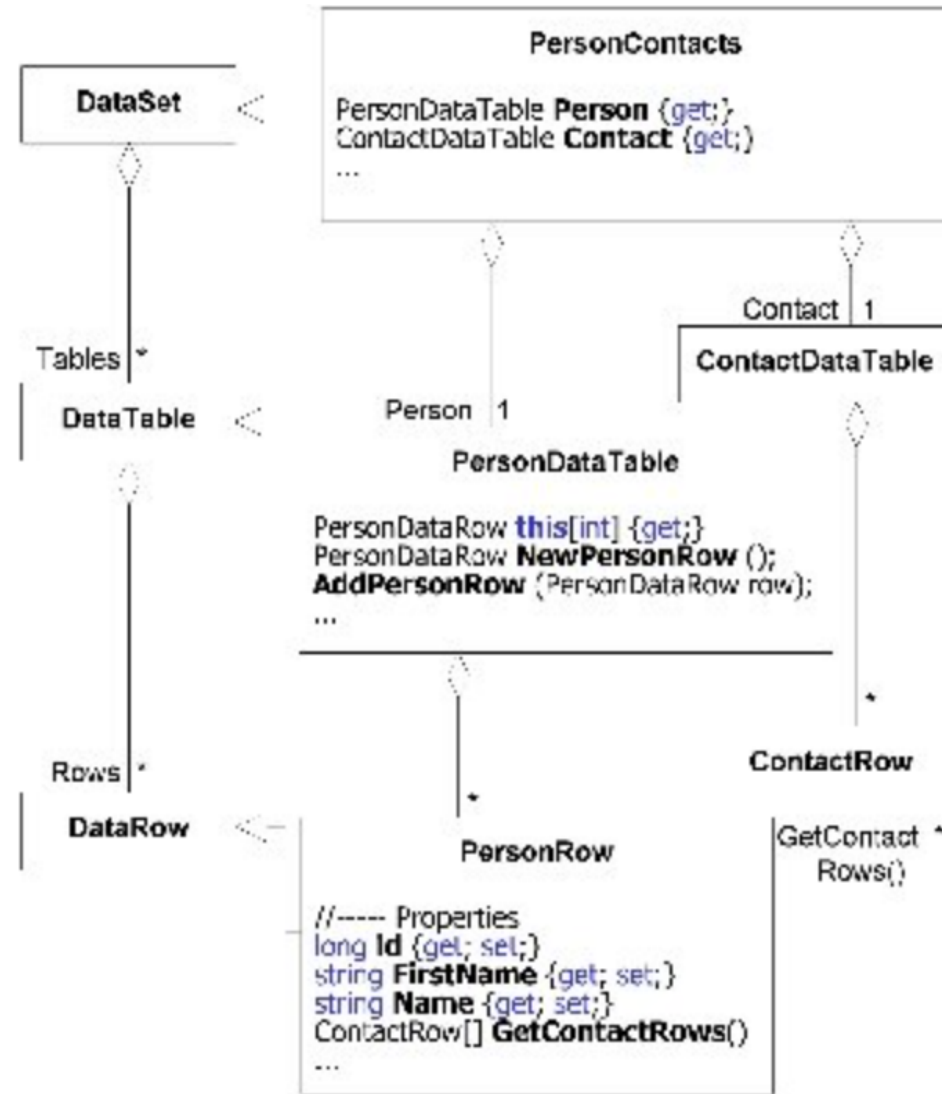 PersonContacts
DataSet
PersonDataTable Person {get;}
ContactDataTable Contact {get;}
...
Contact 1
ContactDataTable
Tables *
DataTable
Person 1
PersonDataTable
PersonDataRow this[int] {get;}
PersonDataRow NewPersonRow ();
AddPersonRow (PersonDataRow row);
...
*
ContactRow
Rows *
DataRow
*
PersonRow
GetContact *
Rows()
//----- Properties
long Id {get; set;}
string FirstName {get; set;}
string Name {get; set;}
ContactRow[] GetContactRows()
...